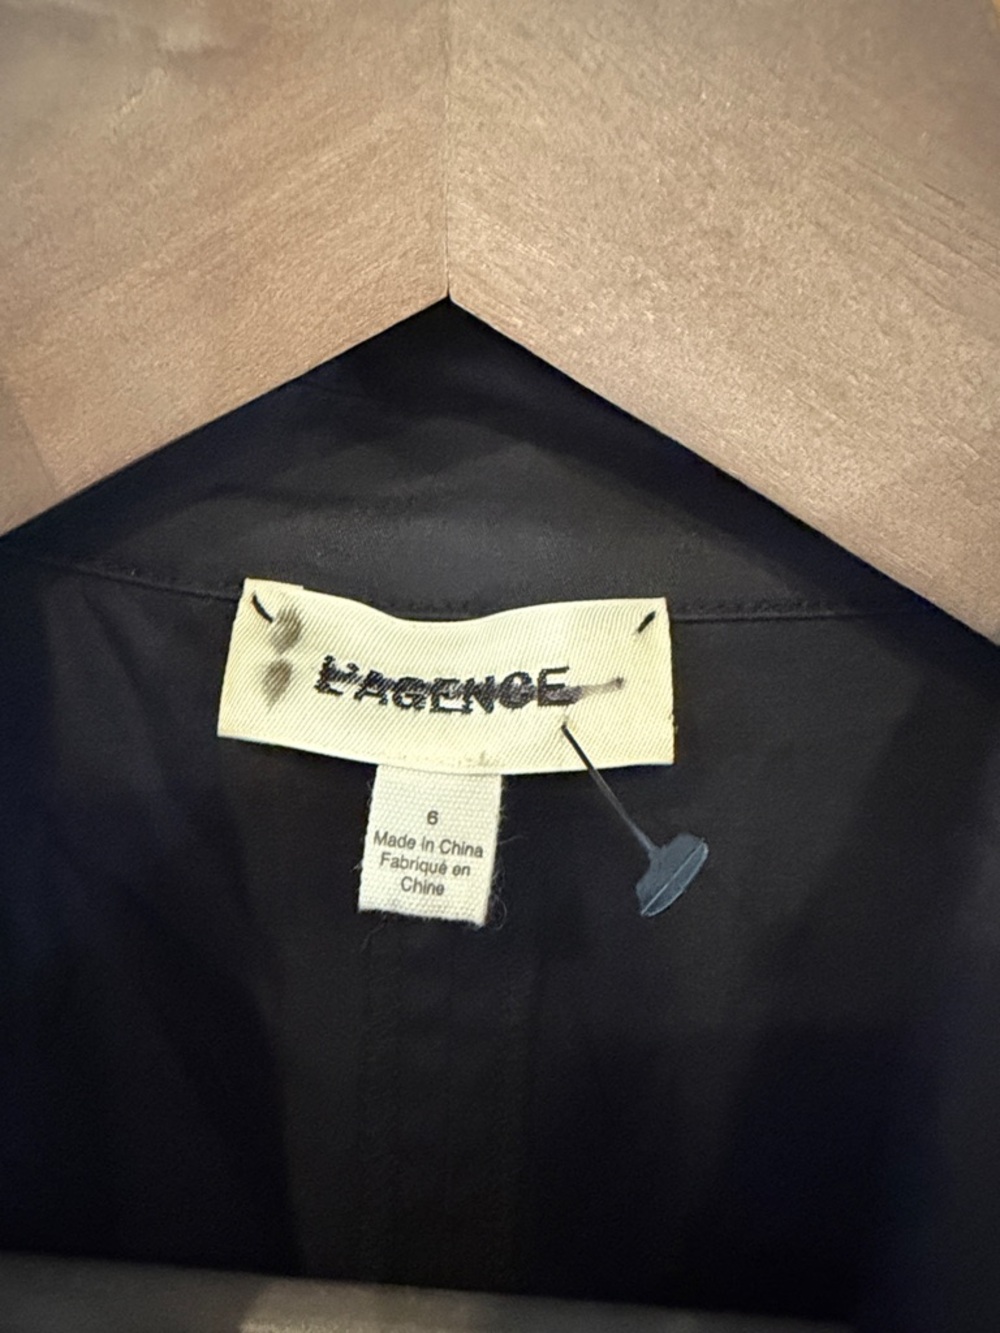 L'AGENCE
6
Made in China
Fabriqué en
Chine